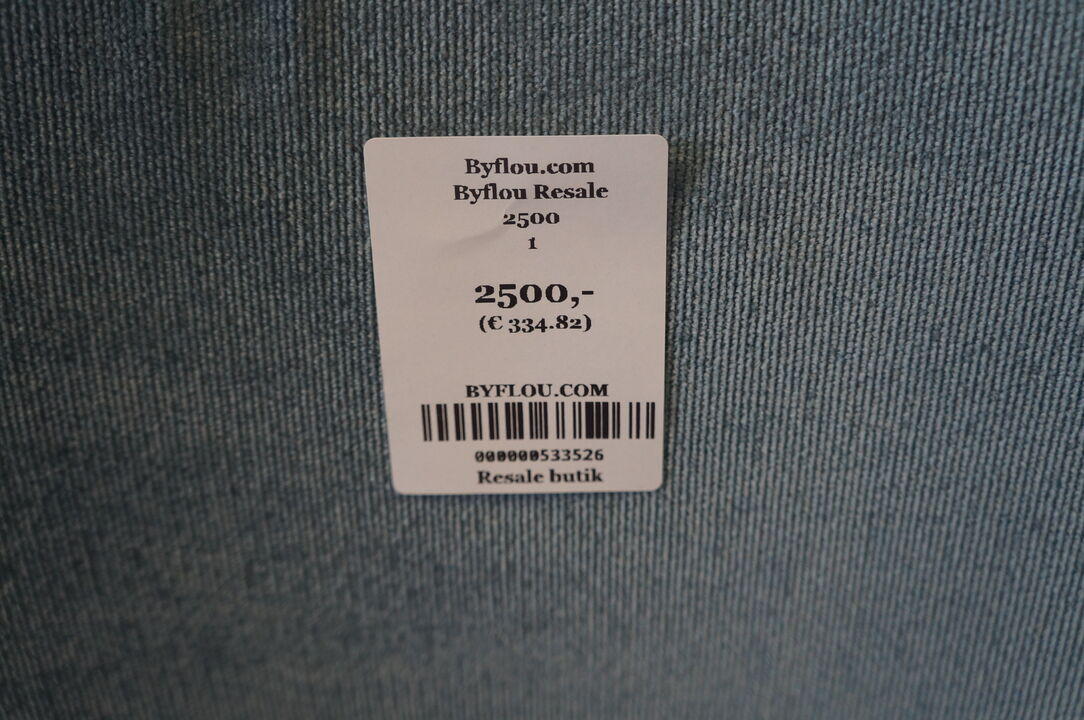 Byflou.com
Byflou Resale
2500
1
2500,-
(€ 334.82)
BYFLOU.COM
000000533526
Resale butik